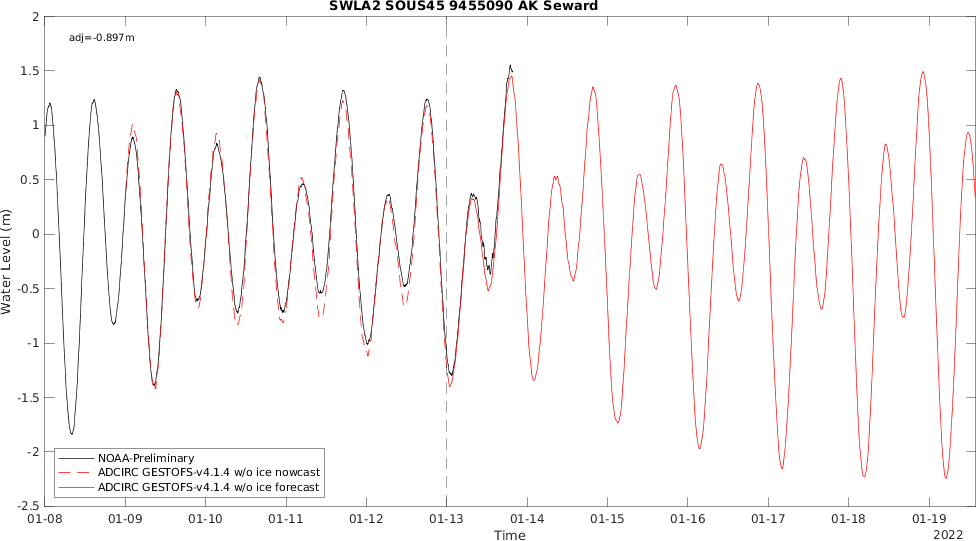 SWLA2 SOUS45 9455090 AK Seward
adj=-0.897m
2
1.5
1
0.5
0
-0.5
-1
-1.5
-2
-2.5
Water Level (m)
NOAA-Preliminary
ADCIRC GESTOFS-v4.1.4 w/o ice nowcast
ADCIRC GESTOFS-v4.1.4 w/o ice forecast
01-08 01-09 01-10 01-11 01-12 01-13 01-14 01-15 01-16 01-17 01-18 01-19
Time
2022